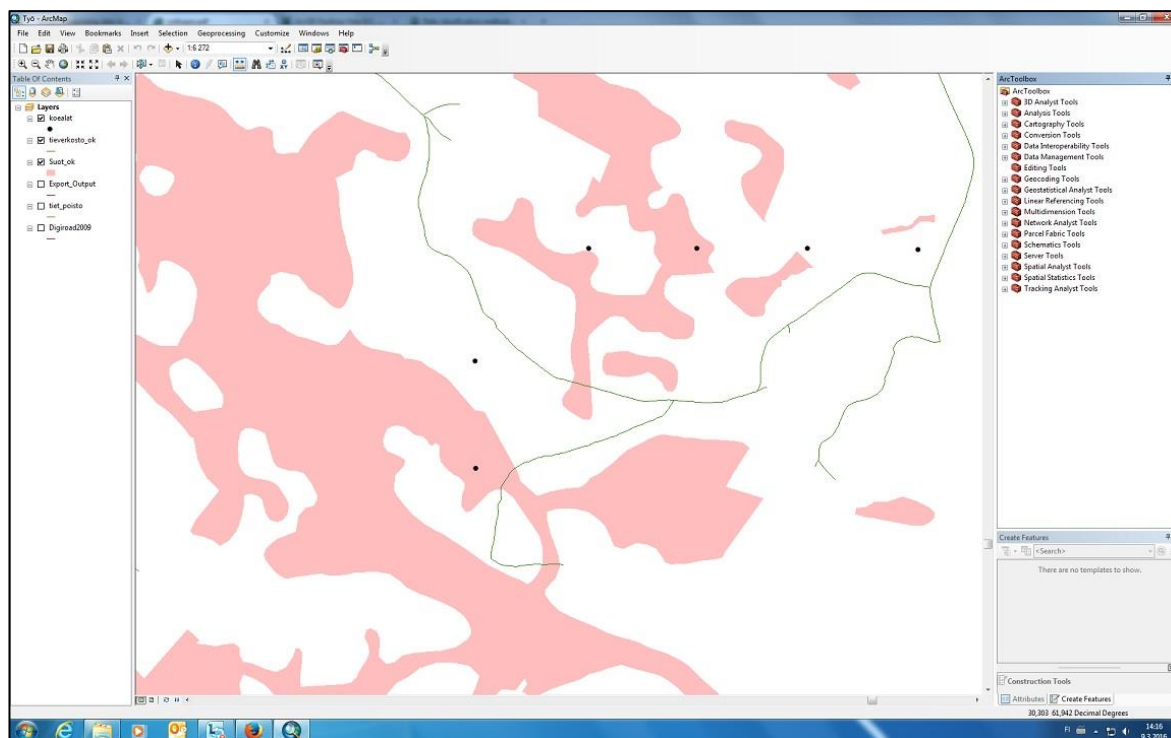 Työ - ArcMap
File Edit View Bookmarks Insert Selection Geoprocessing Customize Windows Help
1:6 272
Table Of Contents
Layers
koealat
tieverkosto_ok
Suot_ok
Export_Output
tiet_poisto
Digiroad2009
ArcToolbox
ArcToolbox
3D Analyst Tools
Analysis Tools
Cartography Tools
Conversion Tools
Data Interoperability Tools
Data Management Tools
Editing Tools
Geocoding Tools
Geostatistical Analyst Tools
Linear Referencing Tools
Multidimension Tools
Network Analyst Tools
Parcel Fabric Tools
Schematics Tools
Server Tools
Spatial Analyst Tools
Spatial Statistics Tools
Tracking Analyst Tools
Create Features
<Search>
There are no templates to show.
Construction Tools
Attributes Create Features
30,303 61,942 Decimal Degrees
FI 14:16
9.3.2016